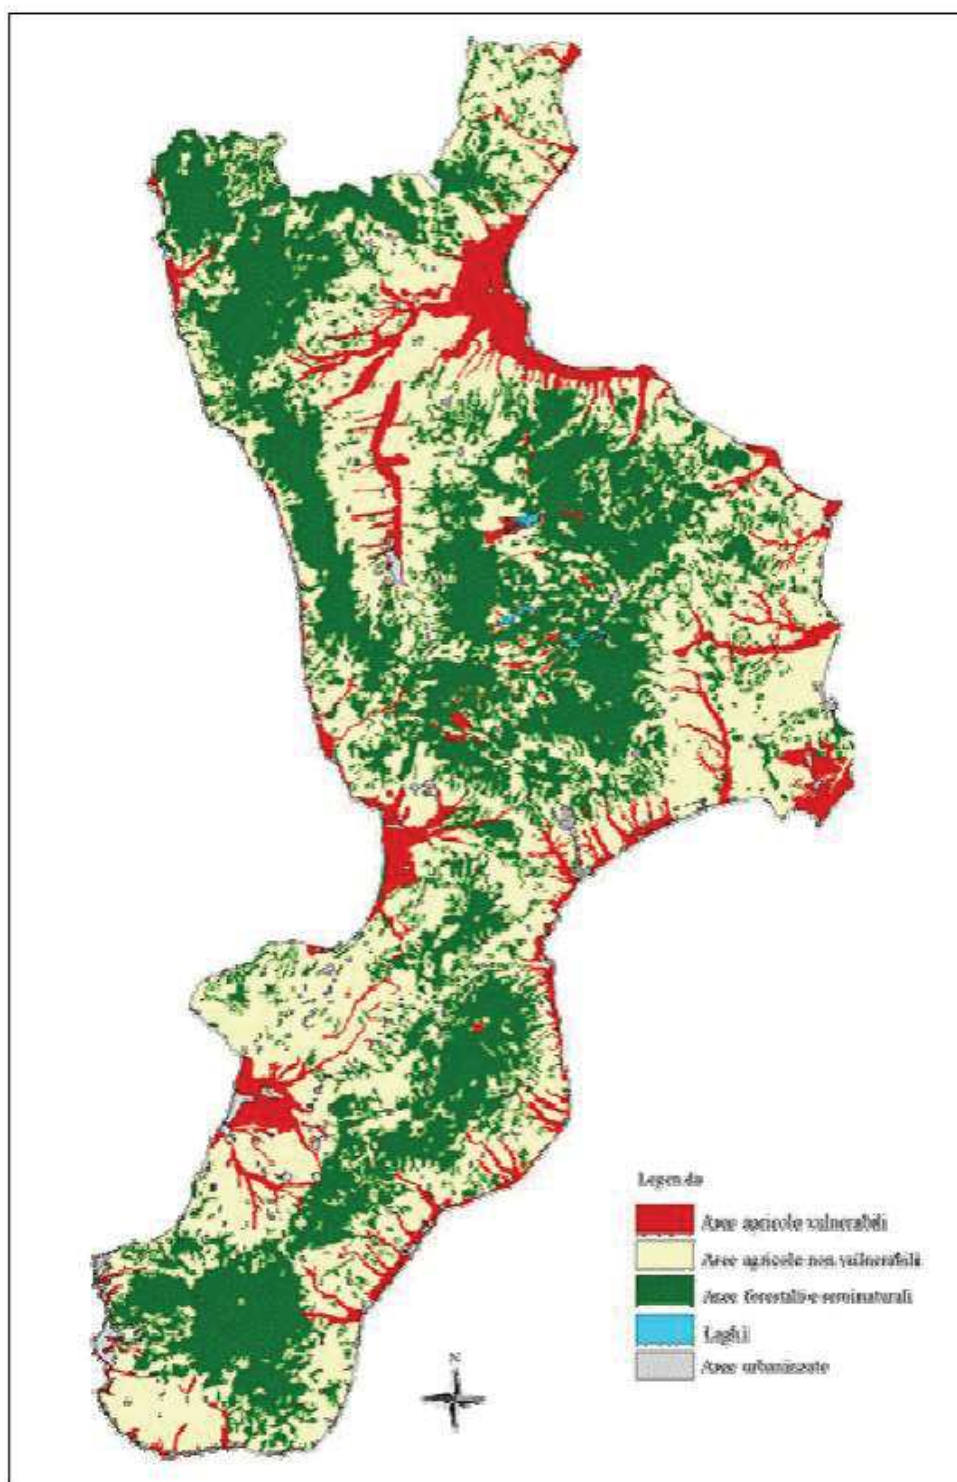 N
Legenda
Aree agricole vulnerabili
Aree agricole non vulnerabili
Aree forestali e seminaturali
Laghi
Aree urbanizzate